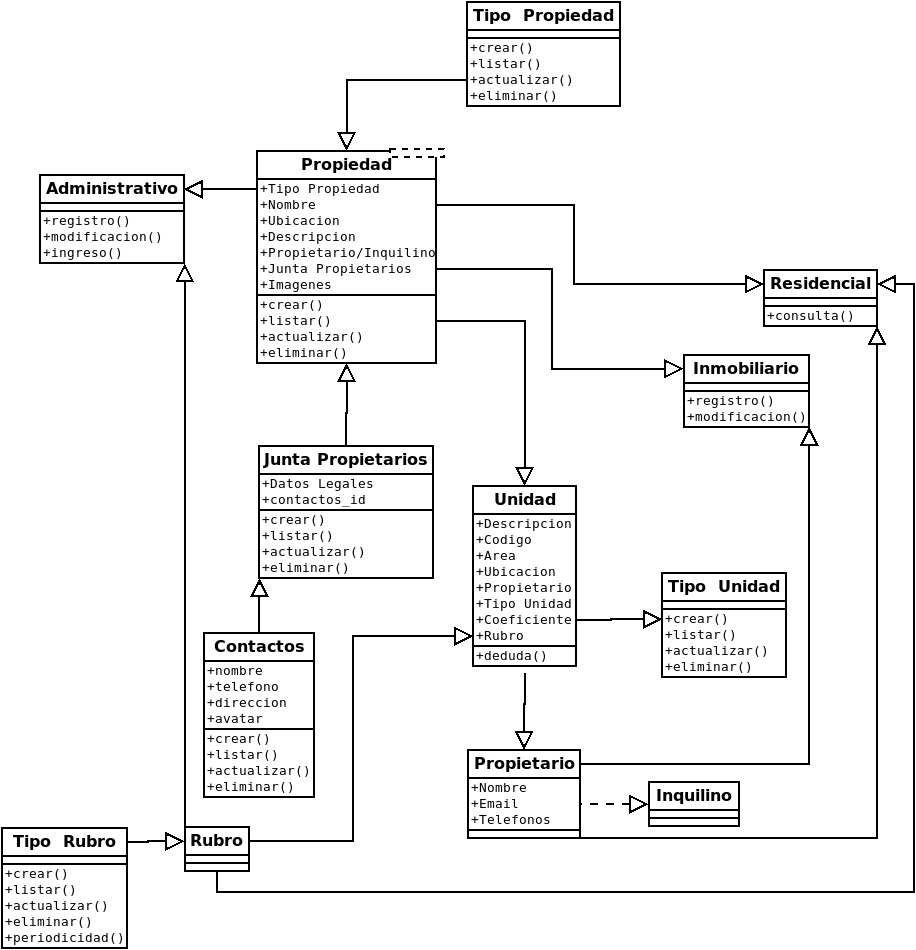 Tipo Propiedad
+crear()
+listar()
+actualizar()
+eliminar()
Propiedad
+Tipo Propiedad
+Nombre
+Ubicacion
+Descripcion
+Propietario/Inquilino
+Junta Propietarios
+Imagenes
+crear()
+listar()
+actualizar()
+eliminar()
Administrativo
+registro()
+modificacion()
+ingreso()
Residencial
+consulta()
Inmobiliario
+registro()
+modificacion()
Junta Propietarios
+Datos Legales
+contactos_id
+crear()
+listar()
+actualizar()
+eliminar()
Unidad
+Descripcion
+Codigo
+Area
+Ubicacion
+Propietario
+Tipo Unidad
+Coeficiente
+Rubro
+deduda()
Tipo Unidad
+crear()
+listar()
+actualizar()
+eliminar()
Contactos
+nombre
+telefono
+direccion
+avatar
+crear()
+listar()
+actualizar()
+eliminar()
Propietario
+Nombre
+Email
+Telefonos
Inquilino
Rubro
Tipo Rubro
+crear()
+listar()
+actualizar()
+eliminar()
+periodicidad()